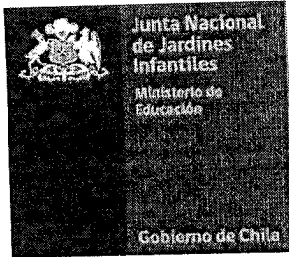 Junta Nacional
de Jardines
Infantiles
Ministerio de
Educación
Gobierno de Chile